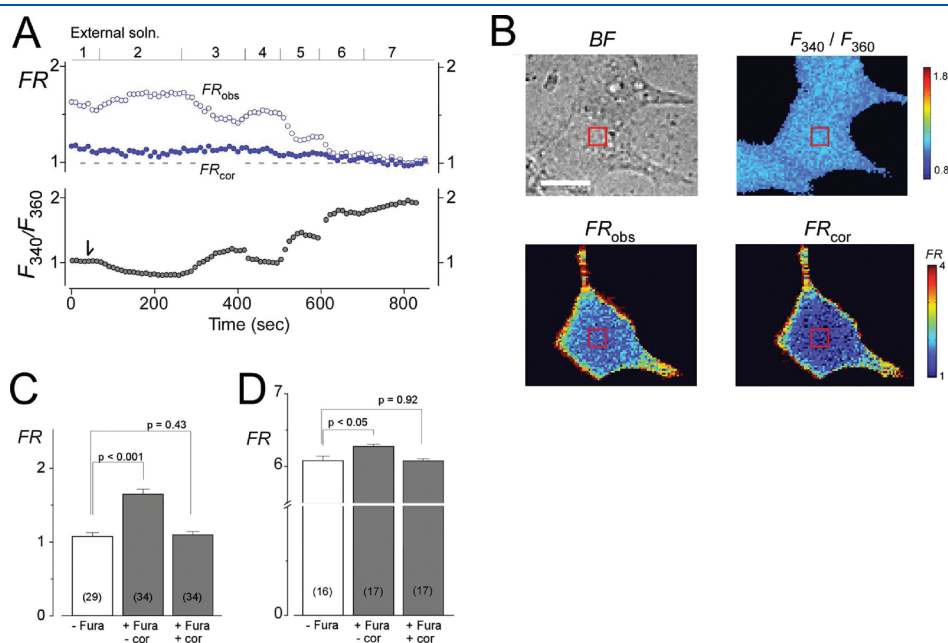 A
External soln.
1 2 3 4 5 6 7
FR
2 2
FRobs
1 1
FRcor
F340/F360
2 2
1 1
0 200 400 600 800
Time (sec)
B
BF F340 / F360
1.8
0.8
FRobs FRcor
FR
4
1
C
FR
p = 0.43
p < 0.001
2
1
0
(29) (34) (34)
- Fura + Fura + Fura
- cor + cor
D
FR
7
p = 0.92
p < 0.05
6
0
(16) (17) (17)
- Fura + Fura + Fura
- cor + cor